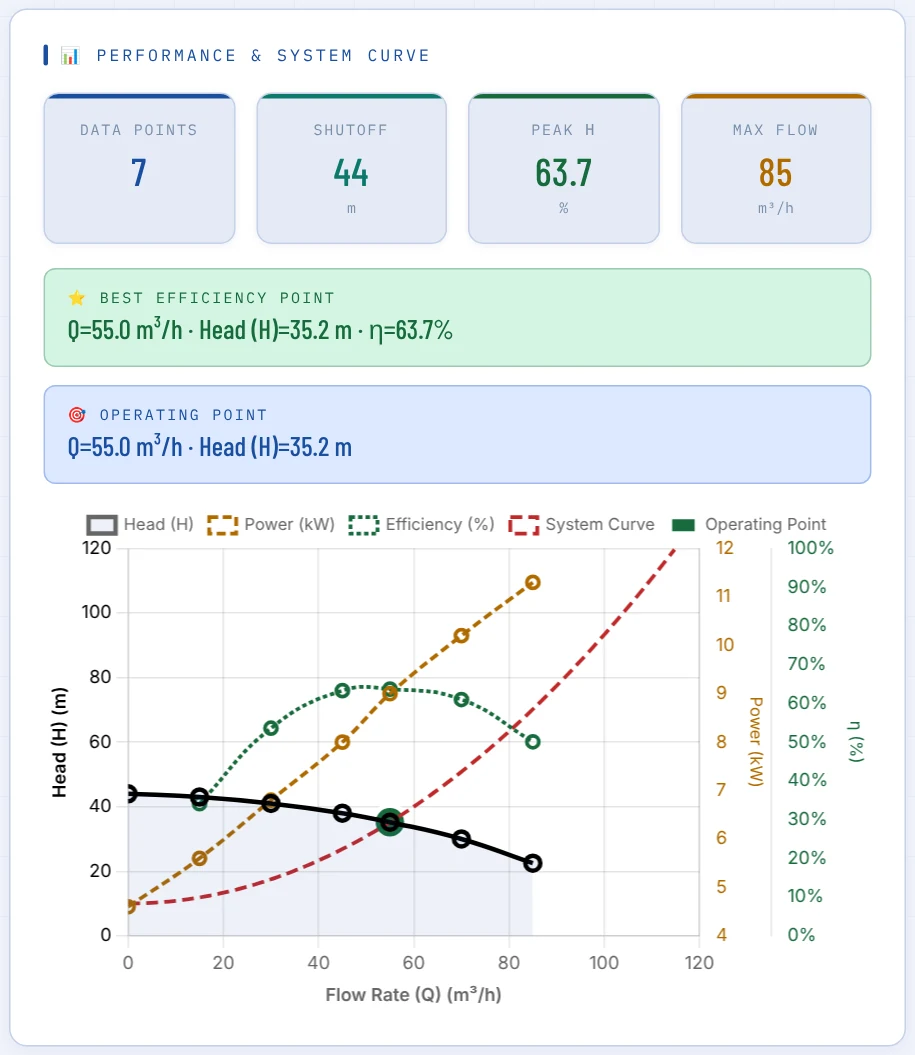 📊 PERFORMANCE & SYSTEM CURVE
DATA POINTS
7
SHUTOFF
44
m
PEAK Η
63.7
%
MAX FLOW
85
m³/h
⭐ BEST EFFICIENCY POINT
Q=55.0 m³/h · Head (H)=35.2 m · η=63.7%
🎯 OPERATING POINT
Q=55.0 m³/h · Head (H)=35.2 m
Head (H) Power (kW) Efficiency (%) System Curve Operating Point
120
100
80
60
40
20
0
Head (H) (m)
0 20 40 60 80 100 120
Flow Rate (Q) (m³/h)
12
11
10
9
8
7
6
5
4
Power (kW)
100%
90%
80%
70%
60%
50%
40%
30%
20%
10%
0%
η (%)